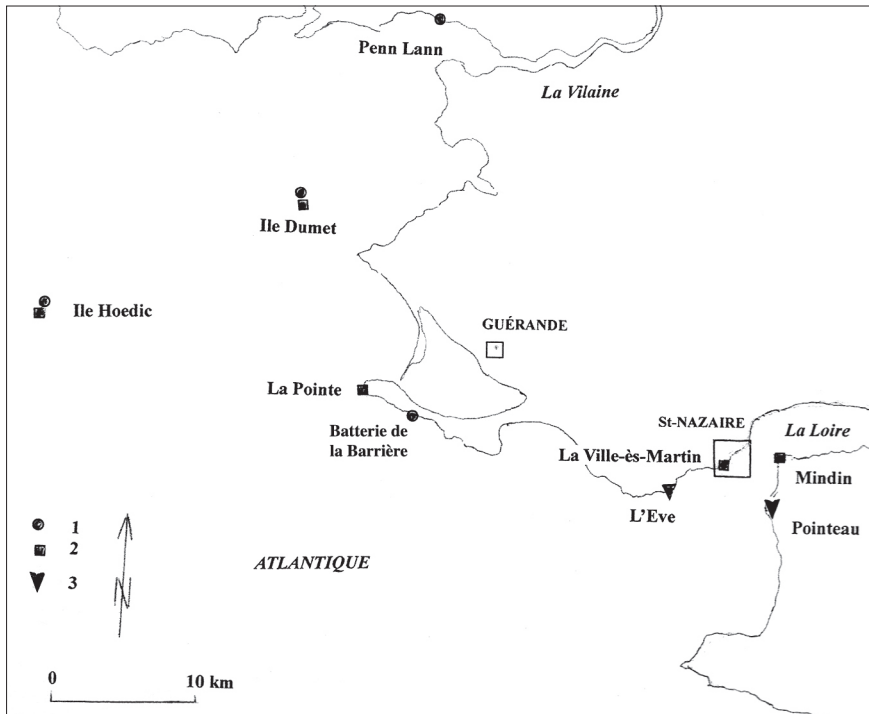 Penn Lann
La Vilaine
Ile Dumet
Ile Hoedic
GUÉRANDE
La Pointe
Batterie de
la Barrière
St-NAZAIRE
La Loire
La Ville-ès-Martin
Mindin
L'Eve
Pointeau
1
2
3
N
ATLANTIQUE
0 10 km